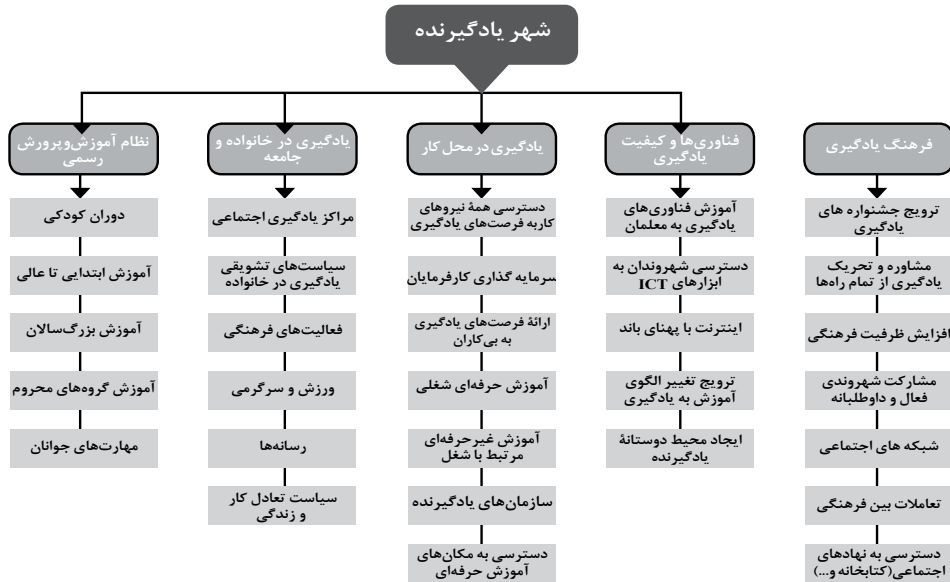 شهر یادگیرنده
فرهنگ یادگیری
ترویج جشنواره های
یادگیری
مشاوره و تحریک
یادگیری از تمام راه‌ها
افزایش ظرفیت فرهنگی
مشارکت شهروندی
فعال و داوطلبانه
شبکه های اجتماعی
تعاملات بین فرهنگی
دسترسی به نهادهای
اجتماعی(کتابخانه و...)
فناوری‌ها و کیفیت
یادگیری
آموزش فناوری‌های
یادگیری به معلمان
دسترسی شهروندان به
ابزارهای ICT
اینترنت با پهنای باند
ترویج تغییر الگوی
آموزش به یادگیری
ایجاد محیط دوستانهٔ
یادگیرنده
یادگیری در محل کار
دسترسی همهٔ نیروهای
کاربه فرصت‌های یادگیری
سرمایه گذاری کارفرمایان
ارائهٔ فرصت‌های یادگیری
به بی‌کاران
آموزش حرفه‌ای شغلی
آموزش غیرحرفه‌ای
مرتبط با شغل
سازمان‌های یادگیرنده
دسترسی به مکان‌های
آموزش حرفه‌ای
یادگیری در خانواده و
جامعه
مراکز یادگیری اجتماعی
سیاست‌های تشویقی
یادگیری در خانواده
فعالیت‌های فرهنگی
ورزش و سرگرمی
رسانه‌ها
سیاست تعادل کار
و زندگی
نظام آموزش‌وپرورش
رسمی
دوران کودکی
آموزش ابتدایی تا عالی
آموزش بزرگ‌سالان
آموزش گروه‌های محروم
مهارت‌های جوانان